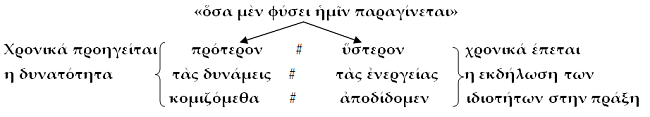 «ὅσα μὲν φύσει ἡμῖν παραγίνεται»
Χρονικά προηγείται πρότερον # ὕστερον χρονικά έπεται
η δυνατότητα τὰς δυνάμεις # τὰς ἐνεργείας η εκδήλωση των
κομιζόμεθα # ἀποδίδομεν ιδιοτήτων στην πράξη